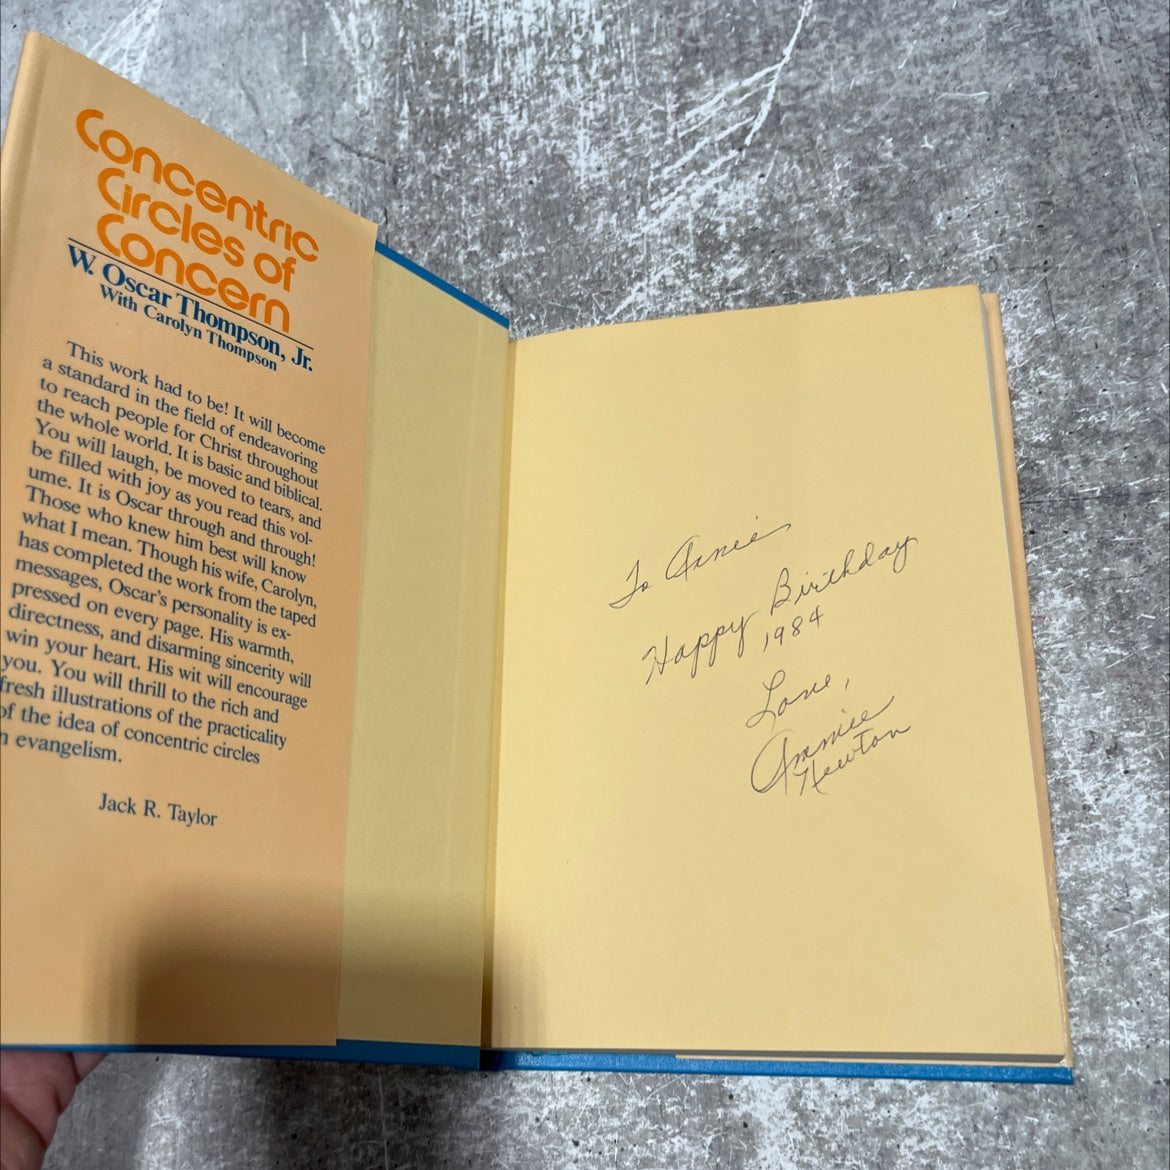 Concentric
Circles of
Concern
W. Oscar Thompson, Jr.
With Carolyn Thompson
This work had to be! It will become
a standard in the field of endeavoring
to reach people for Christ throughout
the whole world. It is basic and biblical.
You will laugh, be moved to tears, and
be filled with joy as you read this vol-
ume. It is Oscar through and through!
Those who knew him best will know
what I mean. Though his wife, Carolyn,
has completed the work from the taped
messages, Oscar's personality is ex-
pressed on every page. His warmth,
directness, and disarming sincerity will
win your heart. His wit will encourage
you. You will thrill to the rich and
fresh illustrations of the practicality
of the idea of concentric circles
n evangelism.
Jack R. Taylor
To
Happy Birthday
1984
Love,
Ammie
Newton